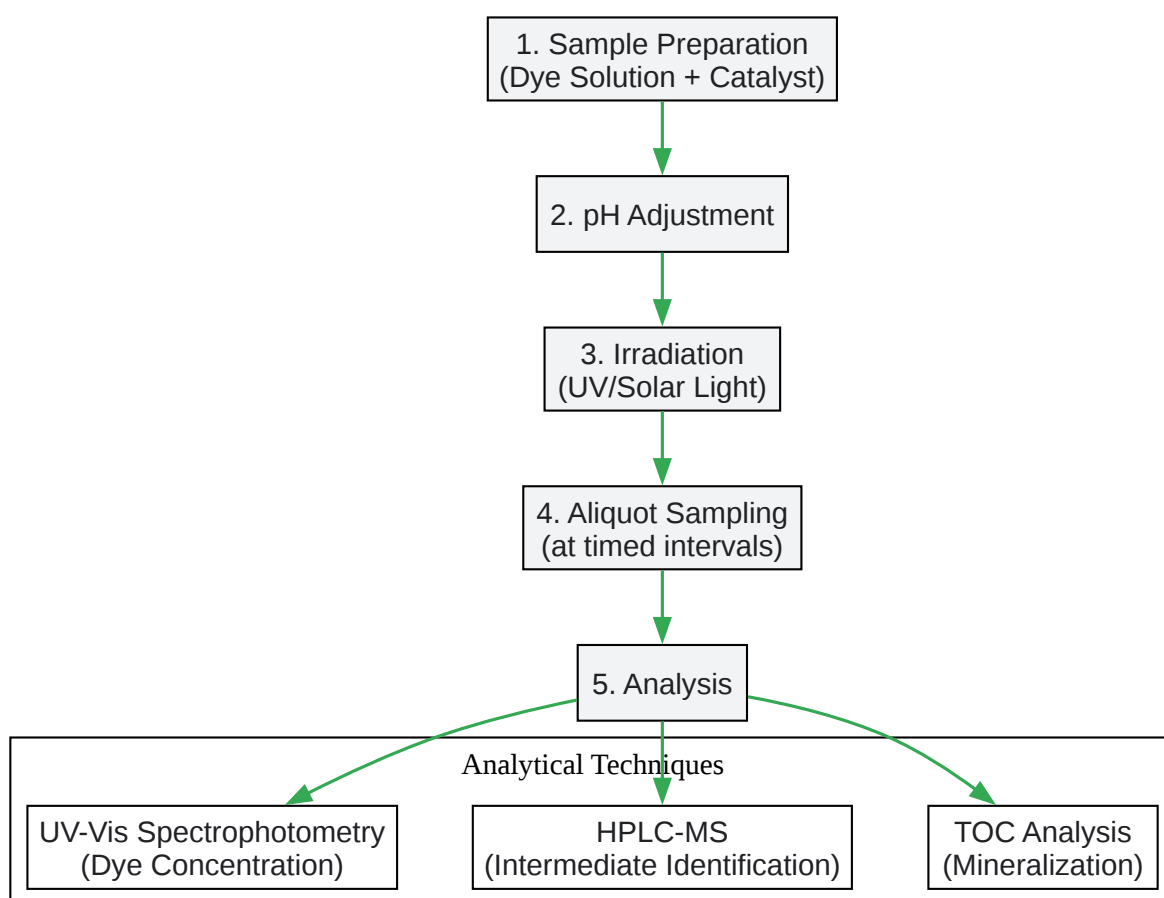 1. Sample Preparation
(Dye Solution + Catalyst)
2. pH Adjustment
3. Irradiation
(UV/Solar Light)
4. Aliquot Sampling
(at timed intervals)
5. Analysis
Analytical Techniques
UV-Vis Spectrophotometry
(Dye Concentration)
HPLC-MS
(Intermediate Identification)
TOC Analysis
(Mineralization)